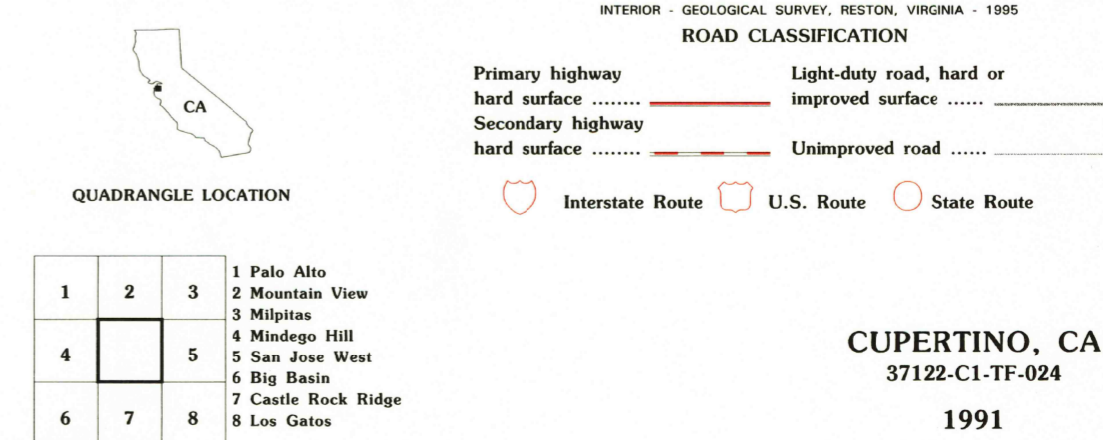 INTERIOR - GEOLOGICAL SURVEY, RESTON, VIRGINIA - 1995
ROAD CLASSIFICATION
Primary highway
hard surface ........
Light-duty road, hard or
improved surface ......
Secondary highway
hard surface ........
Unimproved road ......
Interstate Route
U.S. Route
State Route
CA
QUADRANGLE LOCATION
1 2 3
4 5
6 7 8
1 Palo Alto
2 Mountain View
3 Milpitas
4 Mindego Hill
5 San Jose West
6 Big Basin
7 Castle Rock Ridge
8 Los Gatos
CUPERTINO, CA
37122-C1-TF-024
1991